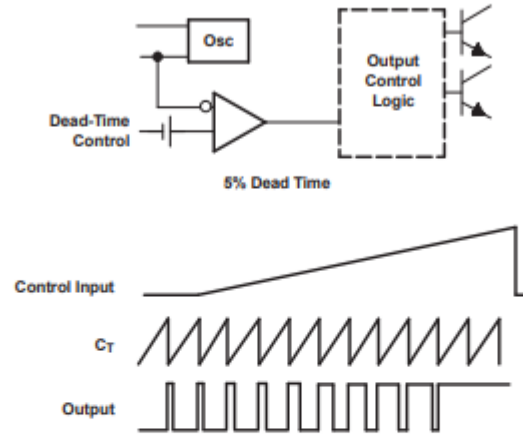 Osc
Output
Control
Logic
Dead-Time
Control
5% Dead Time
Control Input
CT
Output